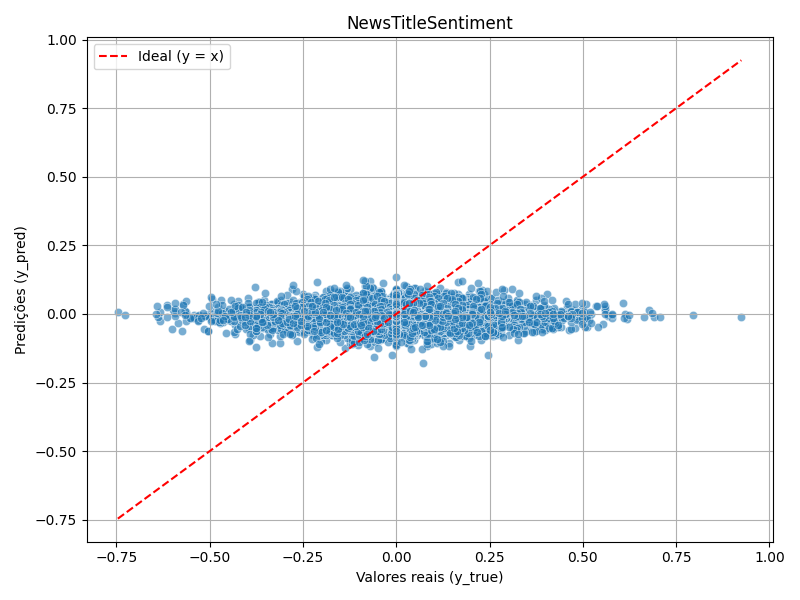 NewsTitleSentiment
Ideal (y = x)
1.00
0.75
0.50
0.25
0.00
−0.25
−0.50
−0.75
Predições (y_pred)
−0.75 −0.50 −0.25 0.00 0.25 0.50 0.75 1.00
Valores reais (y_true)